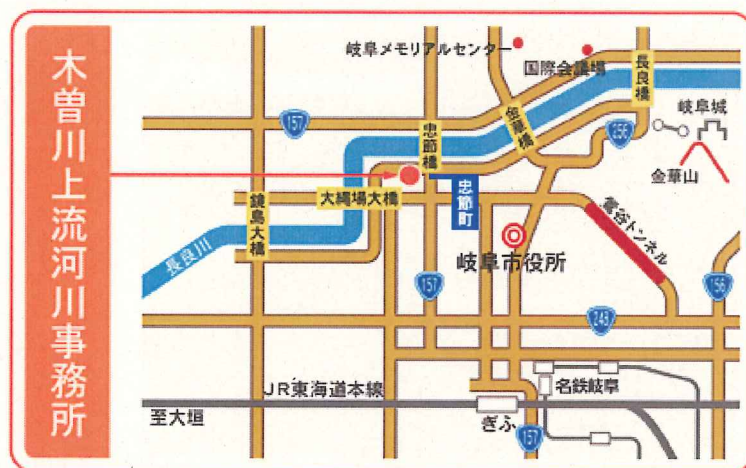 木曽川上流河川事務所
岐阜メモリアルセンター
国際会議場
長良橋
岐阜城
金華山
157
忠節橋
金華橋
256
鏡島大橋
大縄場大橋
忠節町
鶯谷トンネル
長良川
岐阜市役所
157
248
156
JR東海道本線
名鉄岐阜
至大垣
ぎふ
157